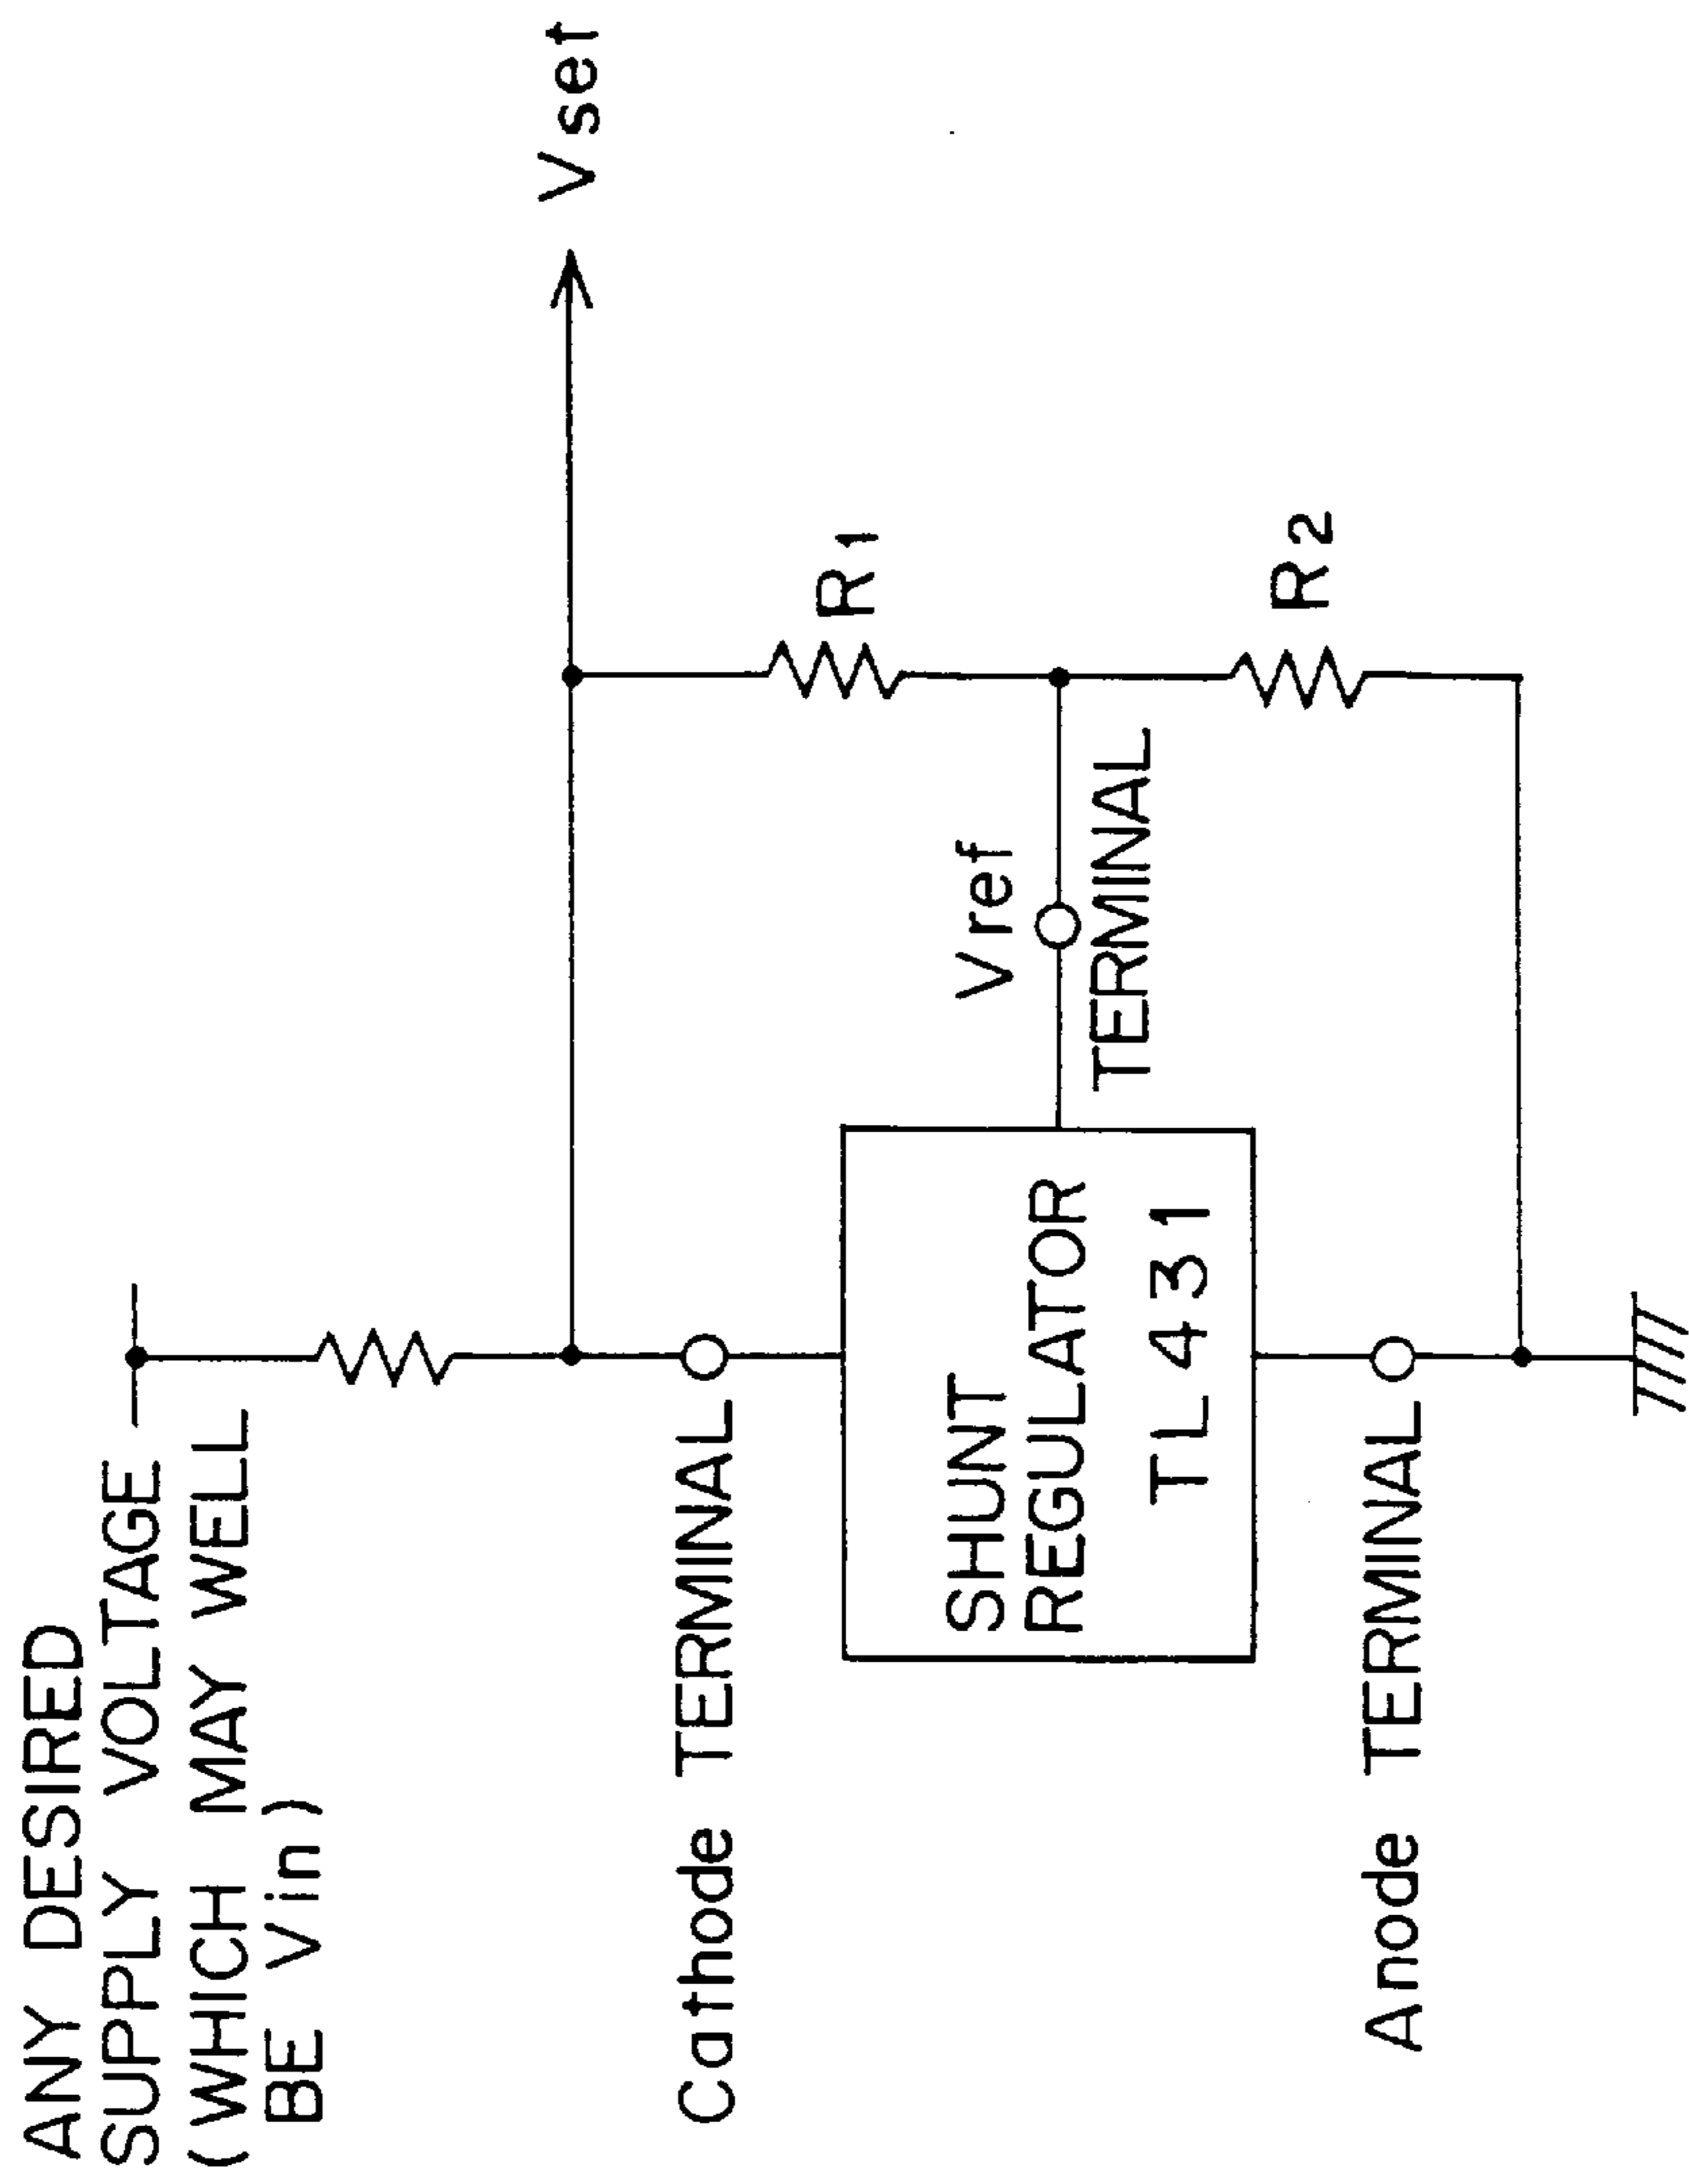 ANY DESIRED
SUPPLY VOLTAGE
(WHICH MAY WELL
BE Vin)
Vset
Cathode TERMINAL
R1
SHUNT
REGULATOR
TL431
Vref
TERMINAL
R2
Anode TERMINAL